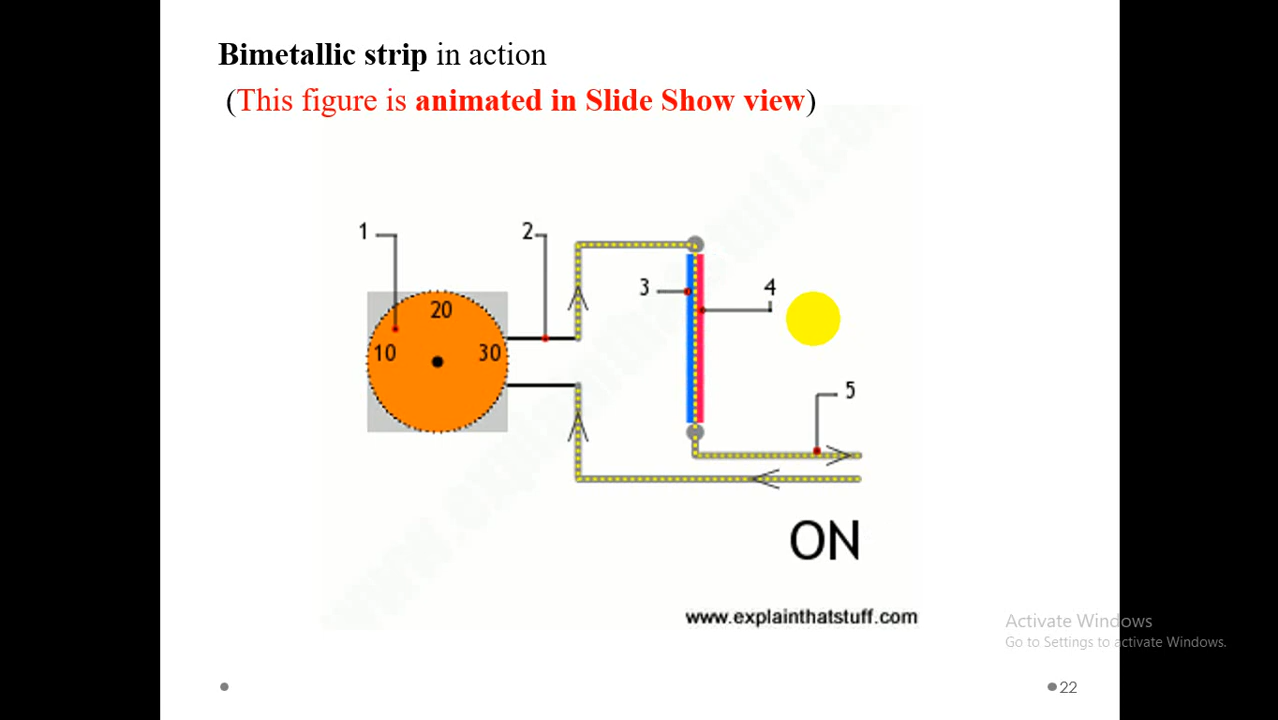 Bimetallic strip in action
(This figure is animated in Slide Show view)
1
2
20
10
30
3
4
5
ON
www.explainthatstuff.com
Activate Windows
Go to Settings to activate Windows.
22